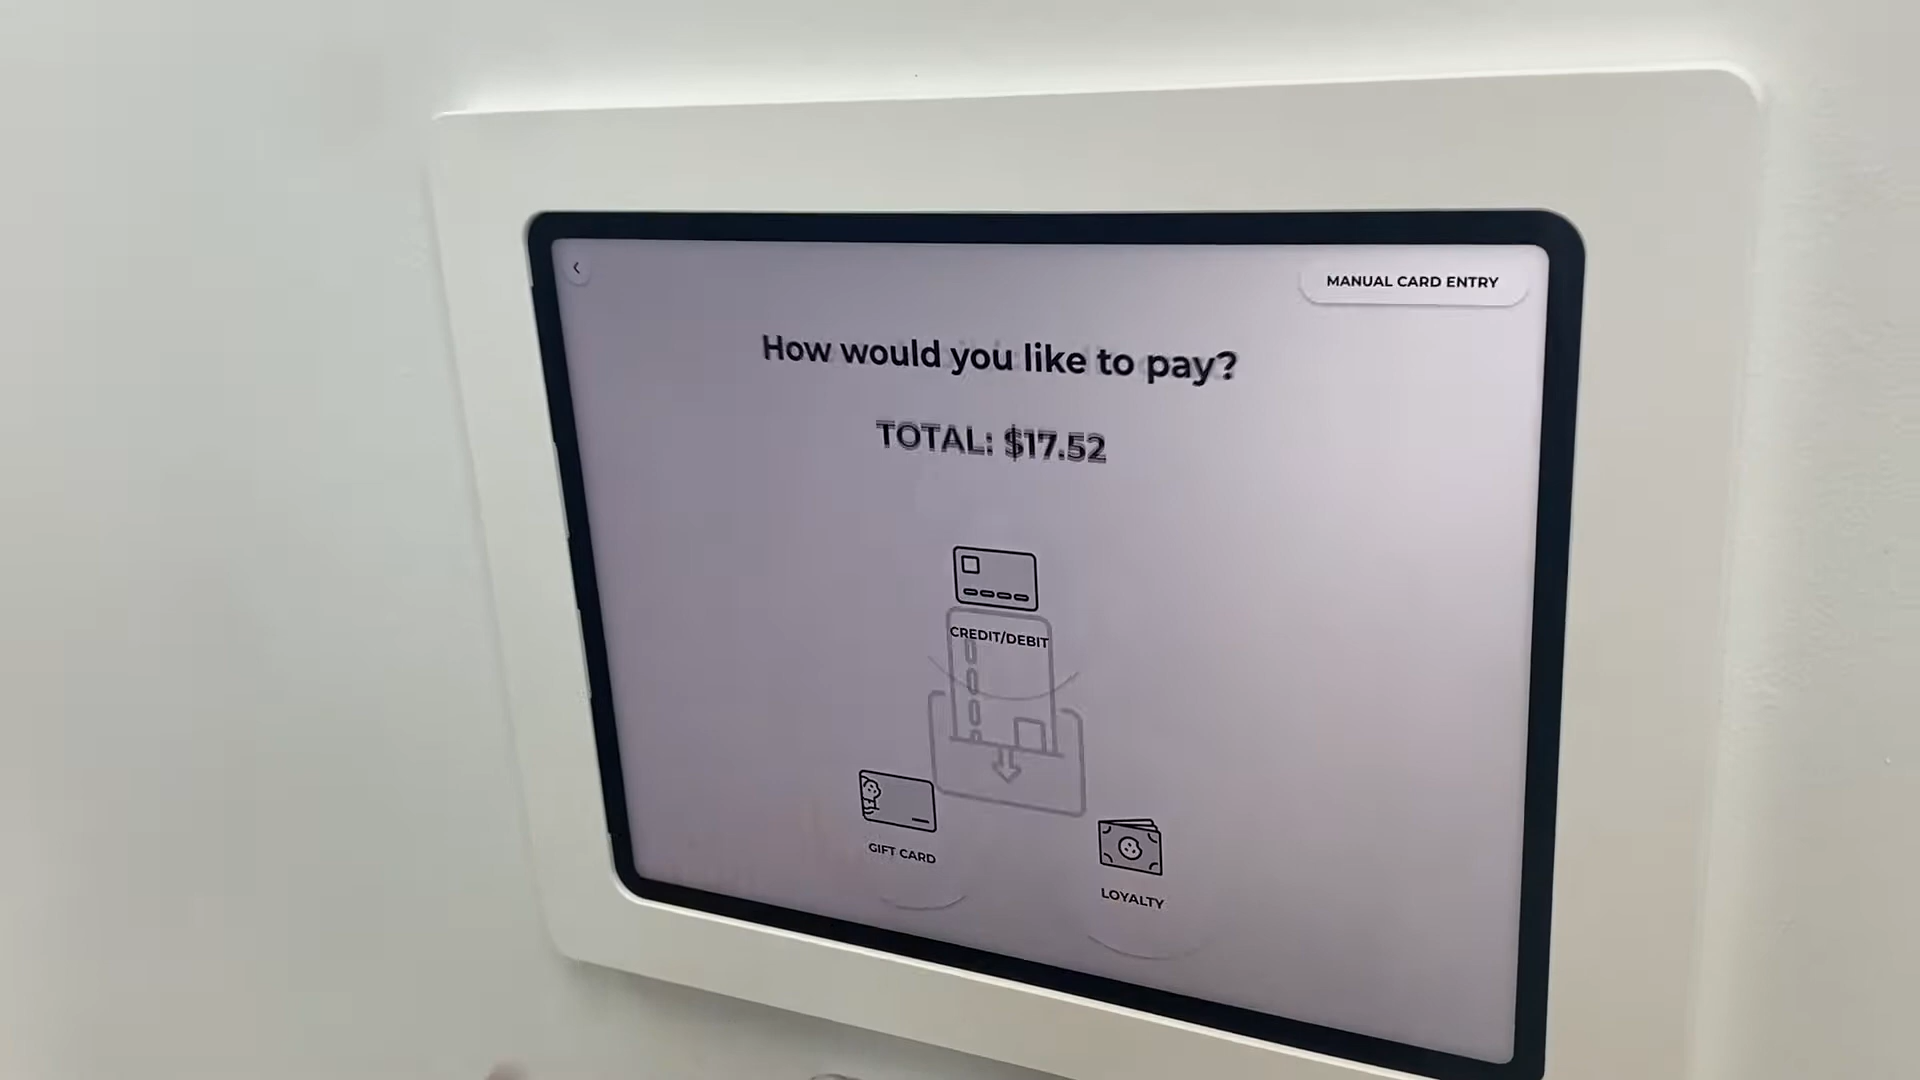 MANUAL CARD ENTRY
How would you like to pay?
TOTAL: $17.52
CREDIT/DEBIT
GIFT CARD
LOYALTY